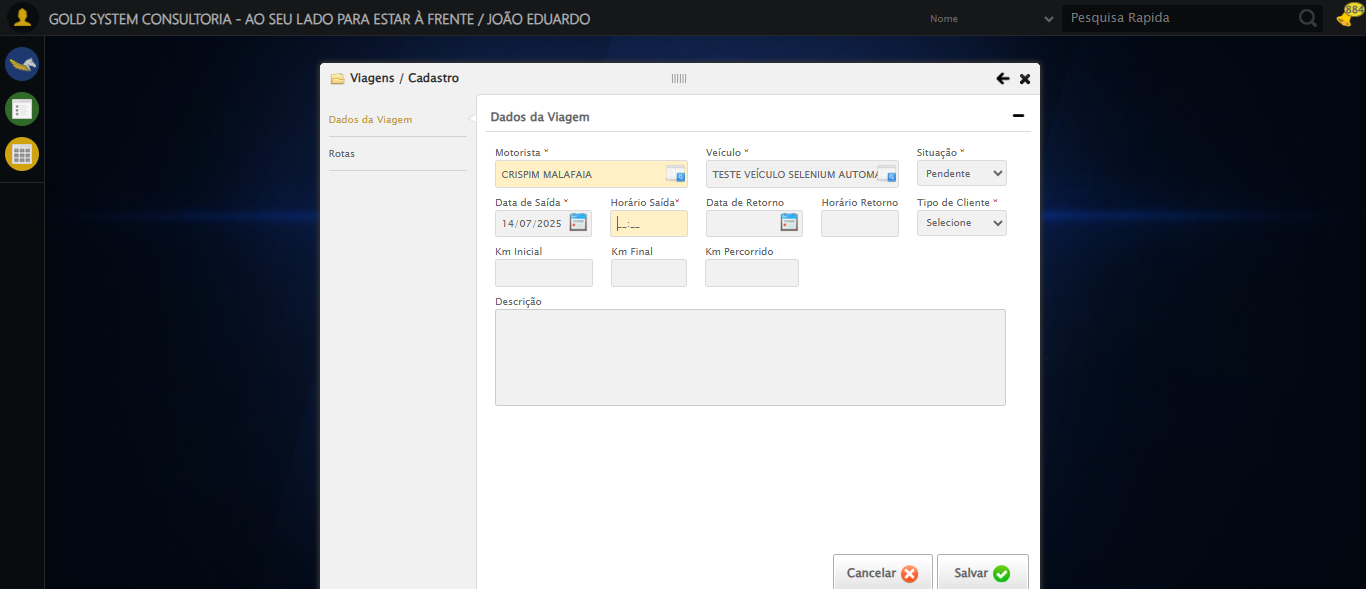 GOLD SYSTEM CONSULTORIA - AO SEU LADO PARA ESTAR À FRENTE / JOÃO EDUARDO
Nome
Pesquisa Rapida
884
Viagens / Cadastro
Dados da Viagem
Rotas
Dados da Viagem
Motorista * Veículo * Situação *
CRISPIM MALAFAIA TESTE VEÍCULO SELENIUM AUTOMA Pendente
Data de Saída * Horário Saída* Data de Retorno Horário Retorno Tipo de Cliente *
14/07/2025 __:__ Selecione
Km Inicial Km Final Km Percorrido
Descrição
Cancelar Salvar